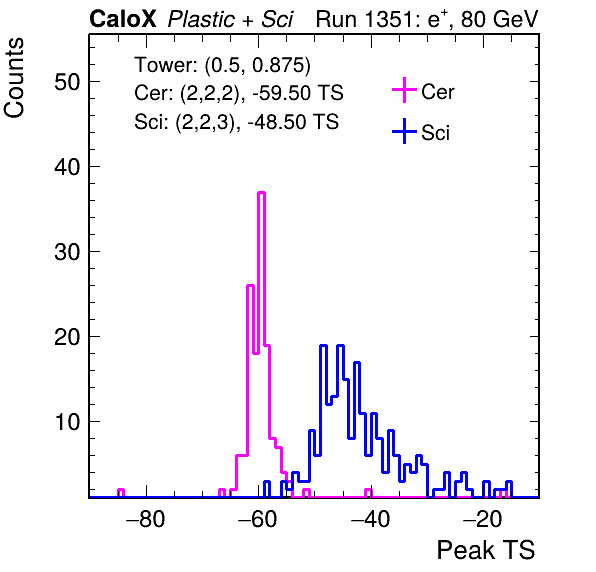 CaloX Plastic + Sci Run 1351: e⁺, 80 GeV
Counts
Tower: (0.5, 0.875)
Cer: (2,2,2), -59.50 TS
Sci: (2,2,3), -48.50 TS
Cer
Sci
50
40
30
20
10
−80 −60 −40 −20
Peak TS